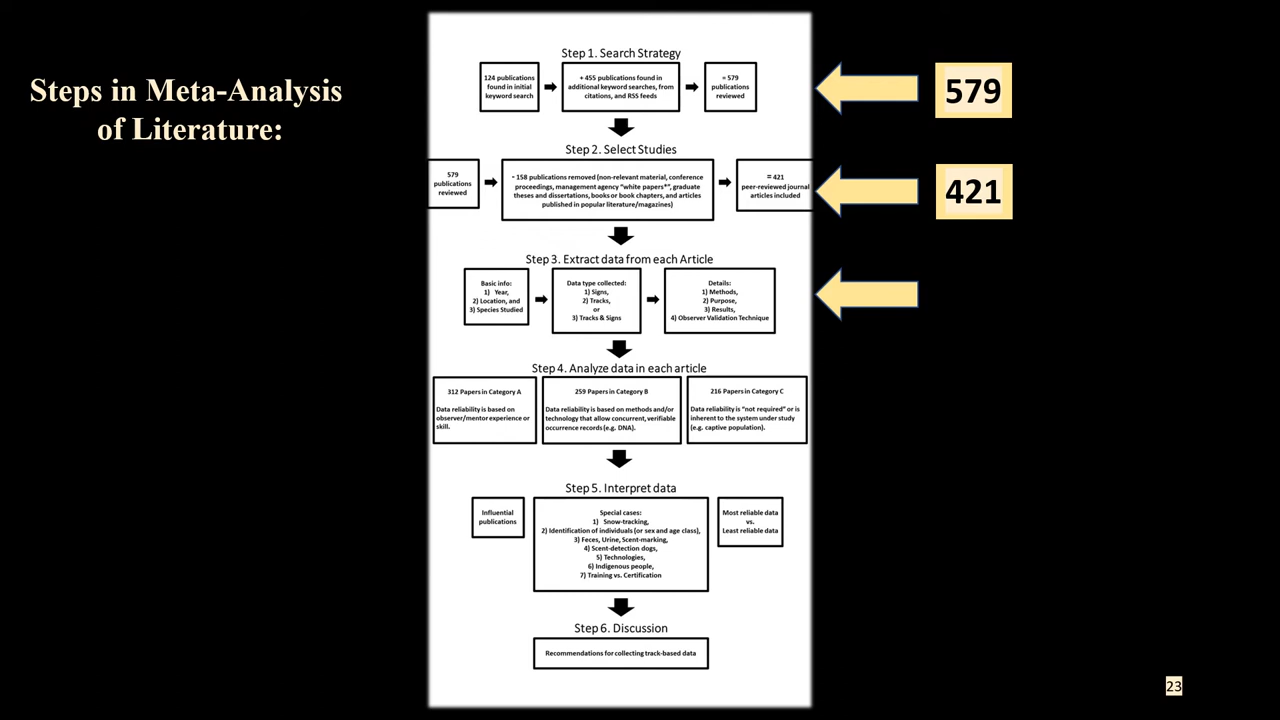 Steps in Meta-Analysis
of Literature:
Step 1. Search Strategy
124 publications
found in initial
keyword search
+ 455 publications found in
additional keyword searches, from
citations, and RSS feeds
= 579
publications
reviewed
579
Step 2. Select Studies
579
publications
reviewed
- 158 publications removed (non-relevant material, conference
proceedings, management agency "white papers*", graduate
theses and dissertations, books or book chapters, and articles
published in popular literature/magazines)
= 421
peer-reviewed journal
articles included
421
Step 3. Extract data from each Article
Basic info:
1) Year,
2) Location, and
3) Species Studied
Data type collected:
1) Signs,
2) Tracks,
or
3) Tracks & Signs
Details:
1) Methods,
2) Purpose,
3) Results,
4) Observer Validation Technique
Step 4. Analyze data in each article
312 Papers in Category A
Data reliability is based on
observer/mentor experience or
skill.
259 Papers in Category B
Data reliability is based on methods and/or
technology that allow concurrent, verifiable
occurrence records (e.g. DNA).
216 Papers in Category C
Data reliability is "not required" or is
inherent to the system under study
(e.g. captive population).
Step 5. Interpret data
Influential
publications
Special cases:
1) Snow-tracking,
2) Identification of individuals (or sex and age class),
3) Feces, Urine, Scent-marking,
4) Scent-detection dogs,
5) Technologies,
6) Indigenous people,
7) Training vs. Certification
Most reliable data
vs.
Least reliable data
Step 6. Discussion
Recommendations for collecting track-based data
23